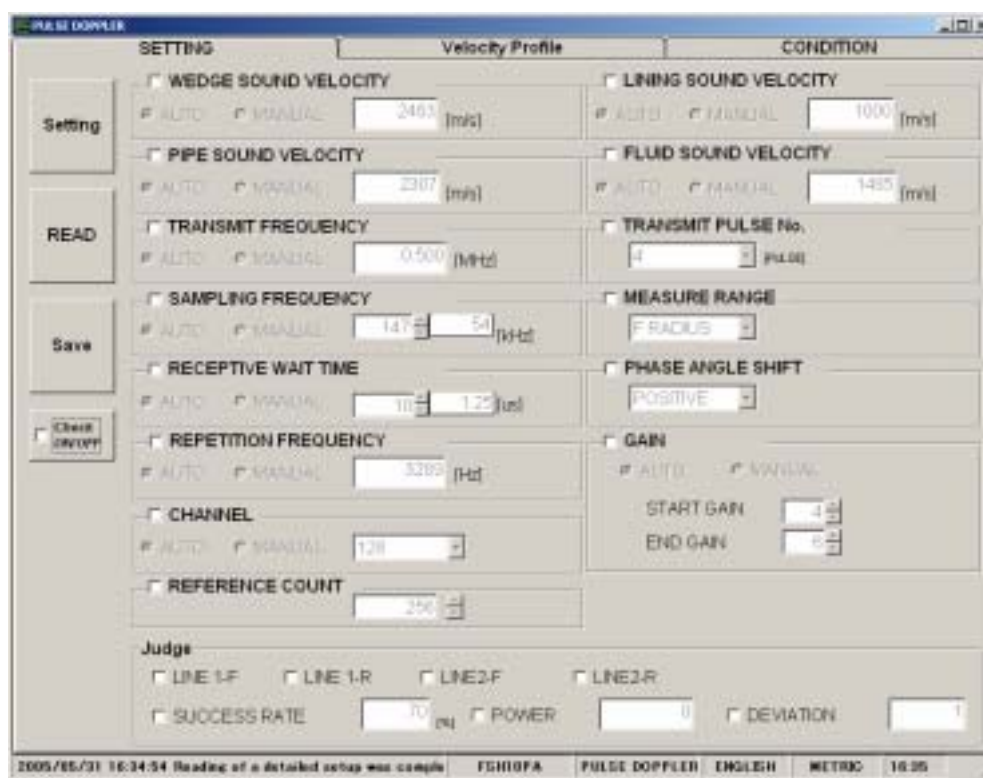 PULSE DOPPLER
SETTING
Velocity Profile
CONDITION
Setting
READ
Save
Check ON/OFF
WEDGE SOUND VELOCITY
AUTO MANUAL 2463 [m/s]
LINING SOUND VELOCITY
AUTO MANUAL 1000 [m/s]
PIPE SOUND VELOCITY
AUTO MANUAL 2307 [m/s]
FLUID SOUND VELOCITY
AUTO MANUAL 1495 [m/s]
TRANSMIT FREQUENCY
AUTO MANUAL 0.500 [MHz]
TRANSMIT PULSE No.
4 [PULSE]
SAMPLING FREQUENCY
AUTO MANUAL 147 54 [kHz]
MEASURE RANGE
F.RADIUS
RECEPTIVE WAIT TIME
AUTO MANUAL 10 1.25 [us]
PHASE ANGLE SHIFT
POSITIVE
REPETITION FREQUENCY
AUTO MANUAL 3289 [Hz]
GAIN
AUTO MANUAL
START GAIN 4
END GAIN 6
CHANNEL
AUTO MANUAL 128
REFERENCE COUNT
256
Judge
LINE 1-F LINE 1-R LINE2-F LINE2-R
SUCCESS RATE 70 [%] POWER 0 DEVIATION 1
2005/05/31 16:34:54 Reading of a detailed setup was comple FSH10FA PULSE DOPPLER ENGLISH METRIC 16:35